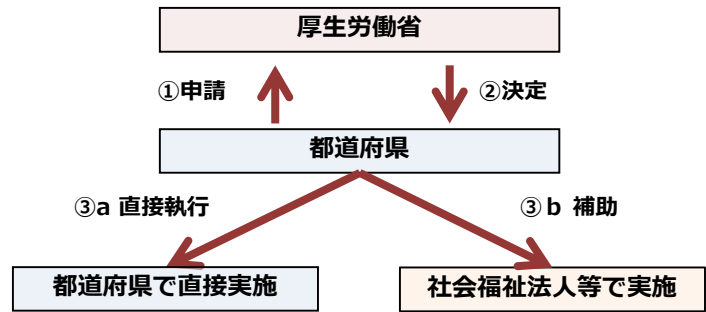 厚生労働省
①申請
②決定
都道府県
③a 直接執行
③b 補助
都道府県で直接実施
社会福祉法人等で実施